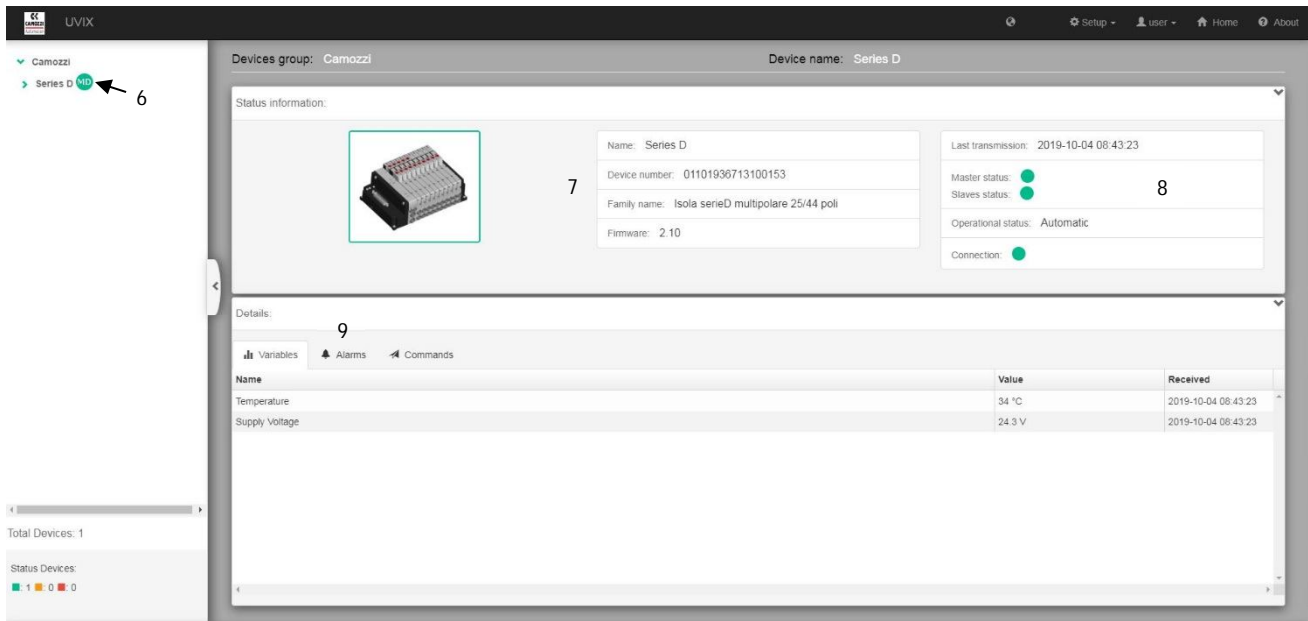 CAMOZZI
UVIX
Setup
user
Home
About
Camozzi
Series D MD
6
Devices group: Camozzi
Device name: Series D
Status information:
7
Name: Series D
Device number: 01101936713100153
Family name: Isola serieD multipolare 25/44 poli
Firmware: 2.10
Last transmission: 2019-10-04 08:43:23
Master status:
Slaves status:
8
Operational status: Automatic
Connection:
Details:
9
Variables Alarms Commands
Name Value Received
Temperature 34 °C 2019-10-04 08:43:23
Supply Voltage 24.3 V 2019-10-04 08:43:23
Total Devices: 1
Status Devices:
: 1 : 0 : 0